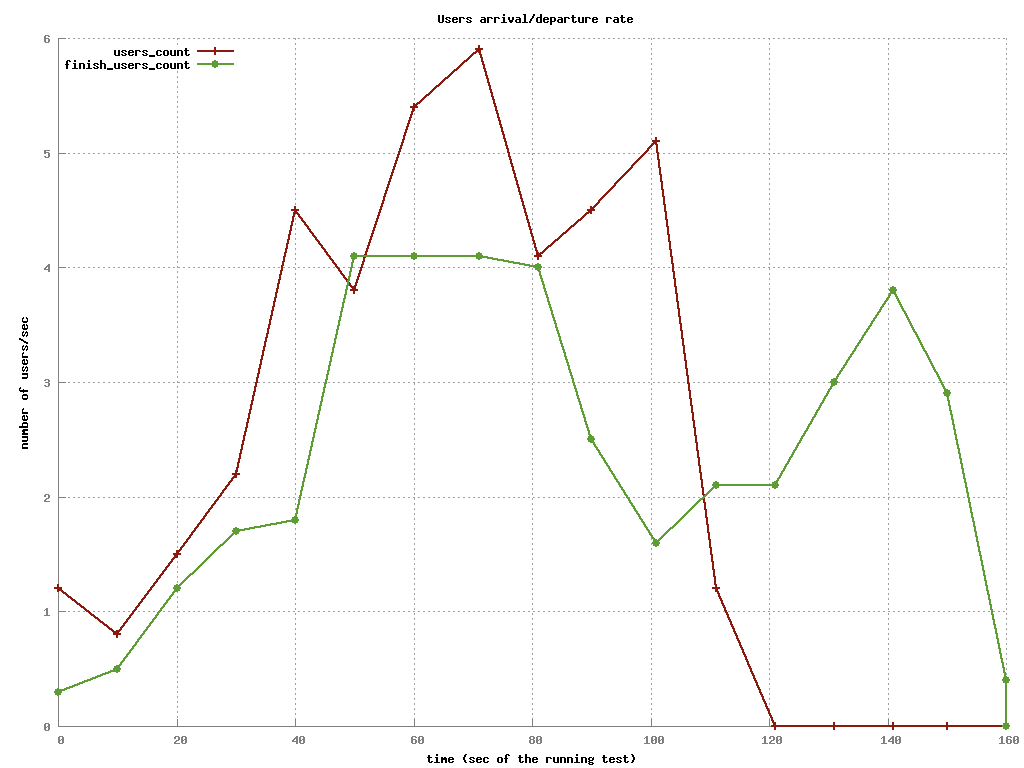 Users arrival/departure rate
users_count
finish_users_count
6
5
4
3
2
1
0
number of users/sec
0 20 40 60 80 100 120 140 160
time (sec of the running test)